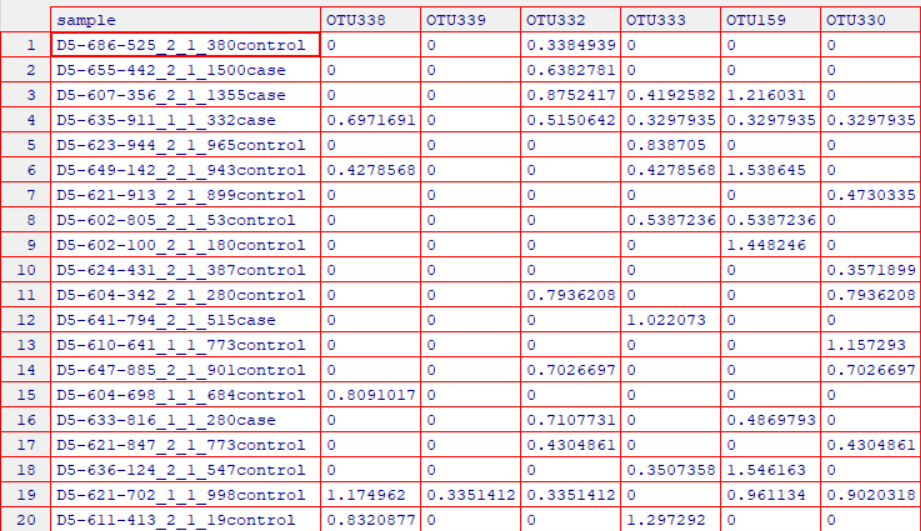 sample OTU338 OTU339 OTU332 OTU333 OTU159 OTU330
1 D5-686-525_2_1_380control 0 0 0.3384939 0 0 0
2 D5-655-442_2_1_1500case 0 0 0.6382781 0 0 0
3 D5-607-356_2_1_1355case 0 0 0.8752417 0.4192582 1.216031 0
4 D5-635-911_1_1_332case 0.6971691 0 0.5150642 0.3297935 0.3297935 0.3297935
5 D5-623-944_2_1_965control 0 0 0 0.838705 0 0
6 D5-649-142_2_1_943control 0.4278568 0 0 0.4278568 1.538645 0
7 D5-621-913_2_1_899control 0 0 0 0 0 0.4730335
8 D5-602-805_2_1_53control 0 0 0 0.5387236 0.5387236 0
9 D5-602-100_2_1_180control 0 0 0 0 1.448246 0
10 D5-624-431_2_1_387control 0 0 0 0 0 0.3571899
11 D5-604-342_2_1_280control 0 0 0.7936208 0 0 0.7936208
12 D5-641-794_2_1_515case 0 0 0 1.022073 0 0
13 D5-610-641_1_1_773control 0 0 0 0 0 1.157293
14 D5-647-885_2_1_901control 0 0 0.7026697 0 0 0.7026697
15 D5-604-698_1_1_684control 0.8091017 0 0 0 0 0
16 D5-633-816_1_1_280case 0 0 0.7107731 0 0.4869793 0
17 D5-621-847_2_1_773control 0 0 0.4304861 0 0 0.4304861
18 D5-636-124_2_1_547control 0 0 0 0.3507358 1.546163 0
19 D5-621-702_1_1_998control 1.174962 0.3351412 0.3351412 0 0.961134 0.9020318
20 D5-611-413_2_1_19control 0.8320877 0 0 1.297292 0 0